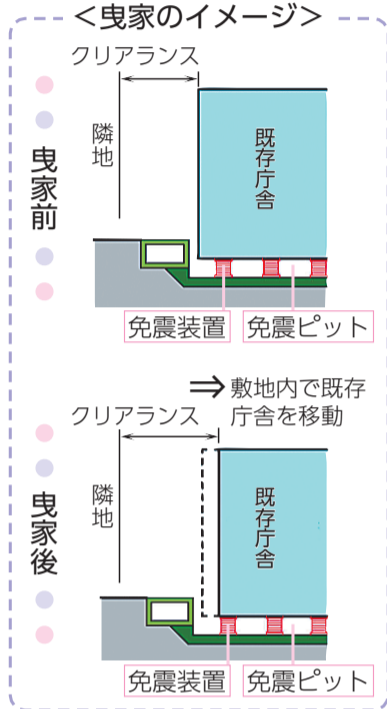 <曳家のイメージ>
クリアランス
隣地
既存庁舎
曳家前
免震装置
免震ピット
⇒敷地内で既存
庁舎を移動
クリアランス
隣地
既存庁舎
曳家後
免震装置
免震ピット